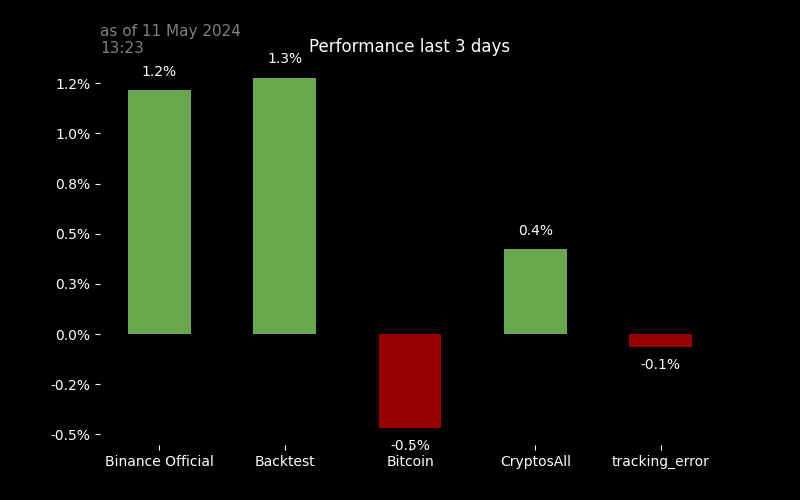 as of 11 May 2024
13:23
Performance last 3 days
1.2%
1.3%
-0.5%
0.4%
-0.1%
1.2%
1.0%
0.8%
0.5%
0.3%
0.0%
-0.2%
-0.5%
Binance Official
Backtest
Bitcoin
CryptosAll
tracking_error